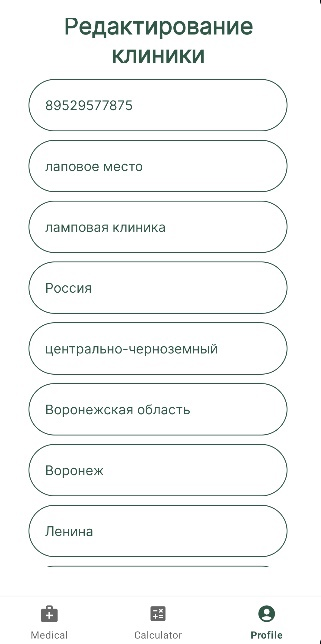 Редактирование
клиники
89529577875
лаповое место
ламповая клиника
Россия
центрально-черноземный
Воронежская область
Воронеж
Ленина
Medical
Calculator
Profile